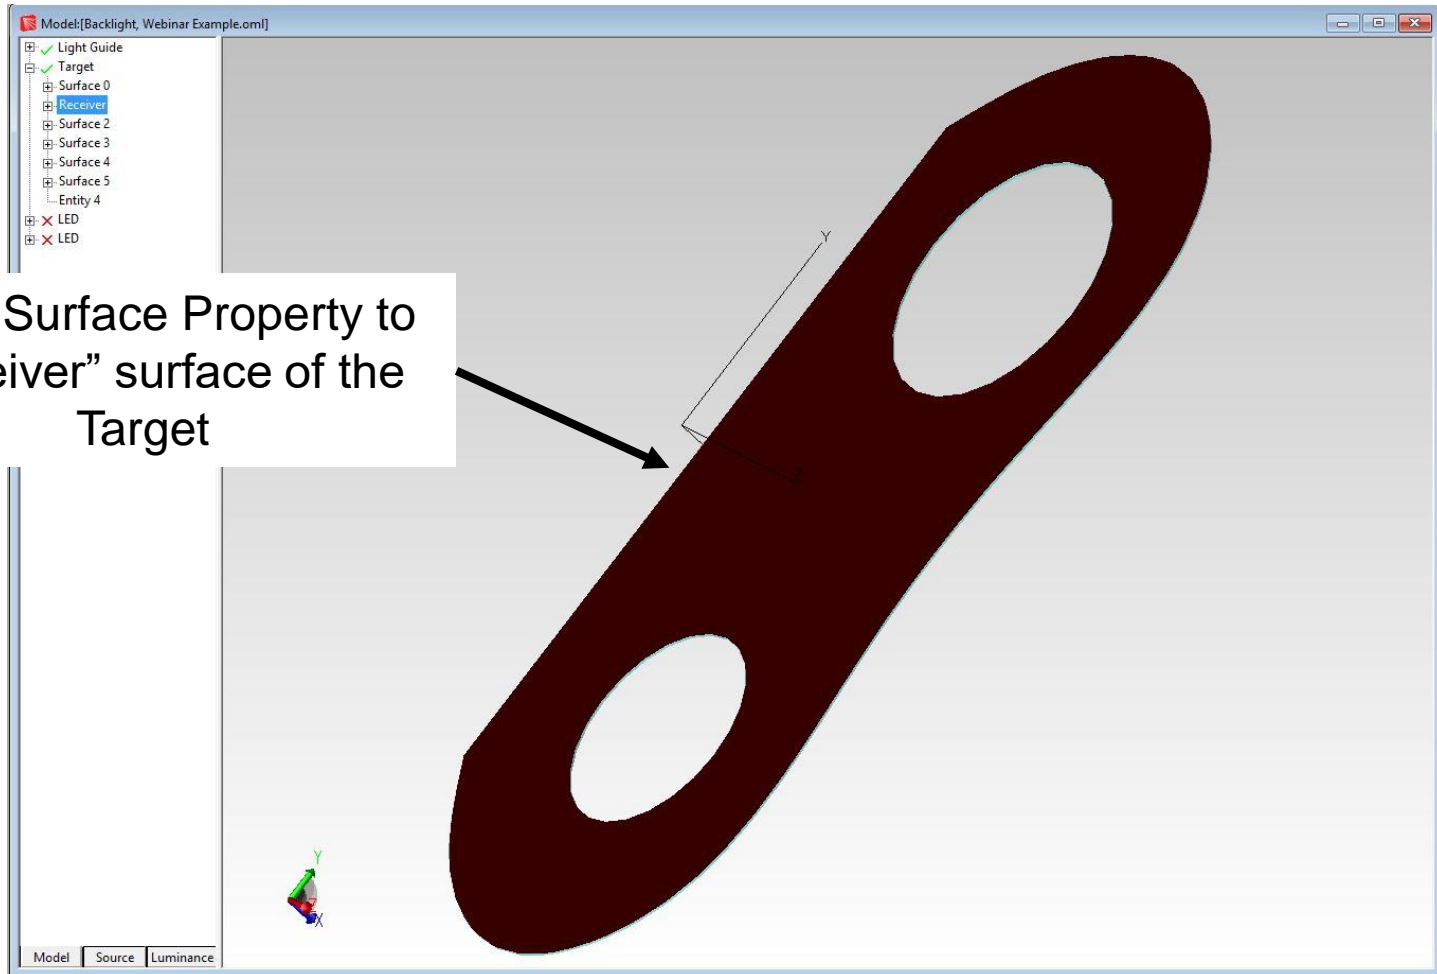 Model:[Backlight, Webinar Example.oml]
Light Guide
Target
Surface 0
Receiver
Surface 2
Surface 3
Surface 4
Surface 5
Entity 4
LED
LED
Surface Property to
eiver” surface of the
Target
Y
Y
X
Model Source Luminance